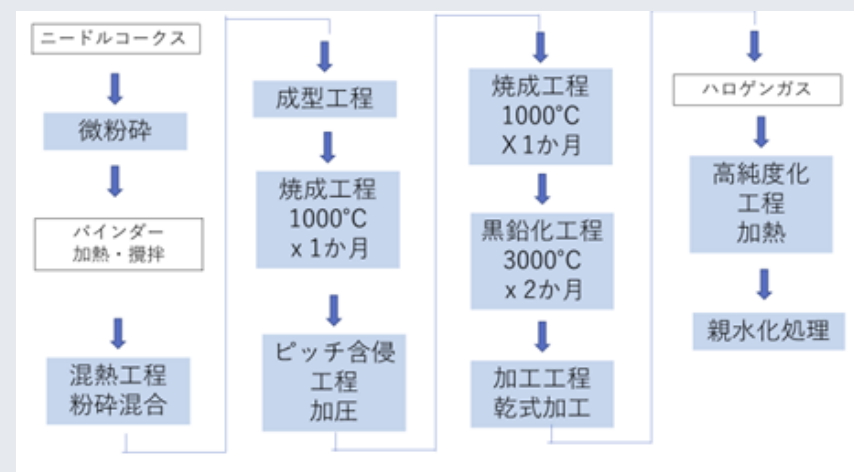 ニードルコークス
微粉砕
バインダー
加熱・攪拌
混熱工程
粉砕混合
成型工程
焼成工程
1000°C
x 1か月
ピッチ含侵
工程
加圧
焼成工程
1000°C
X 1か月
黒鉛化工程
3000°C
x 2か月
加工工程
乾式加工
ハロゲンガス
高純度化
工程
加熱
親水化処理